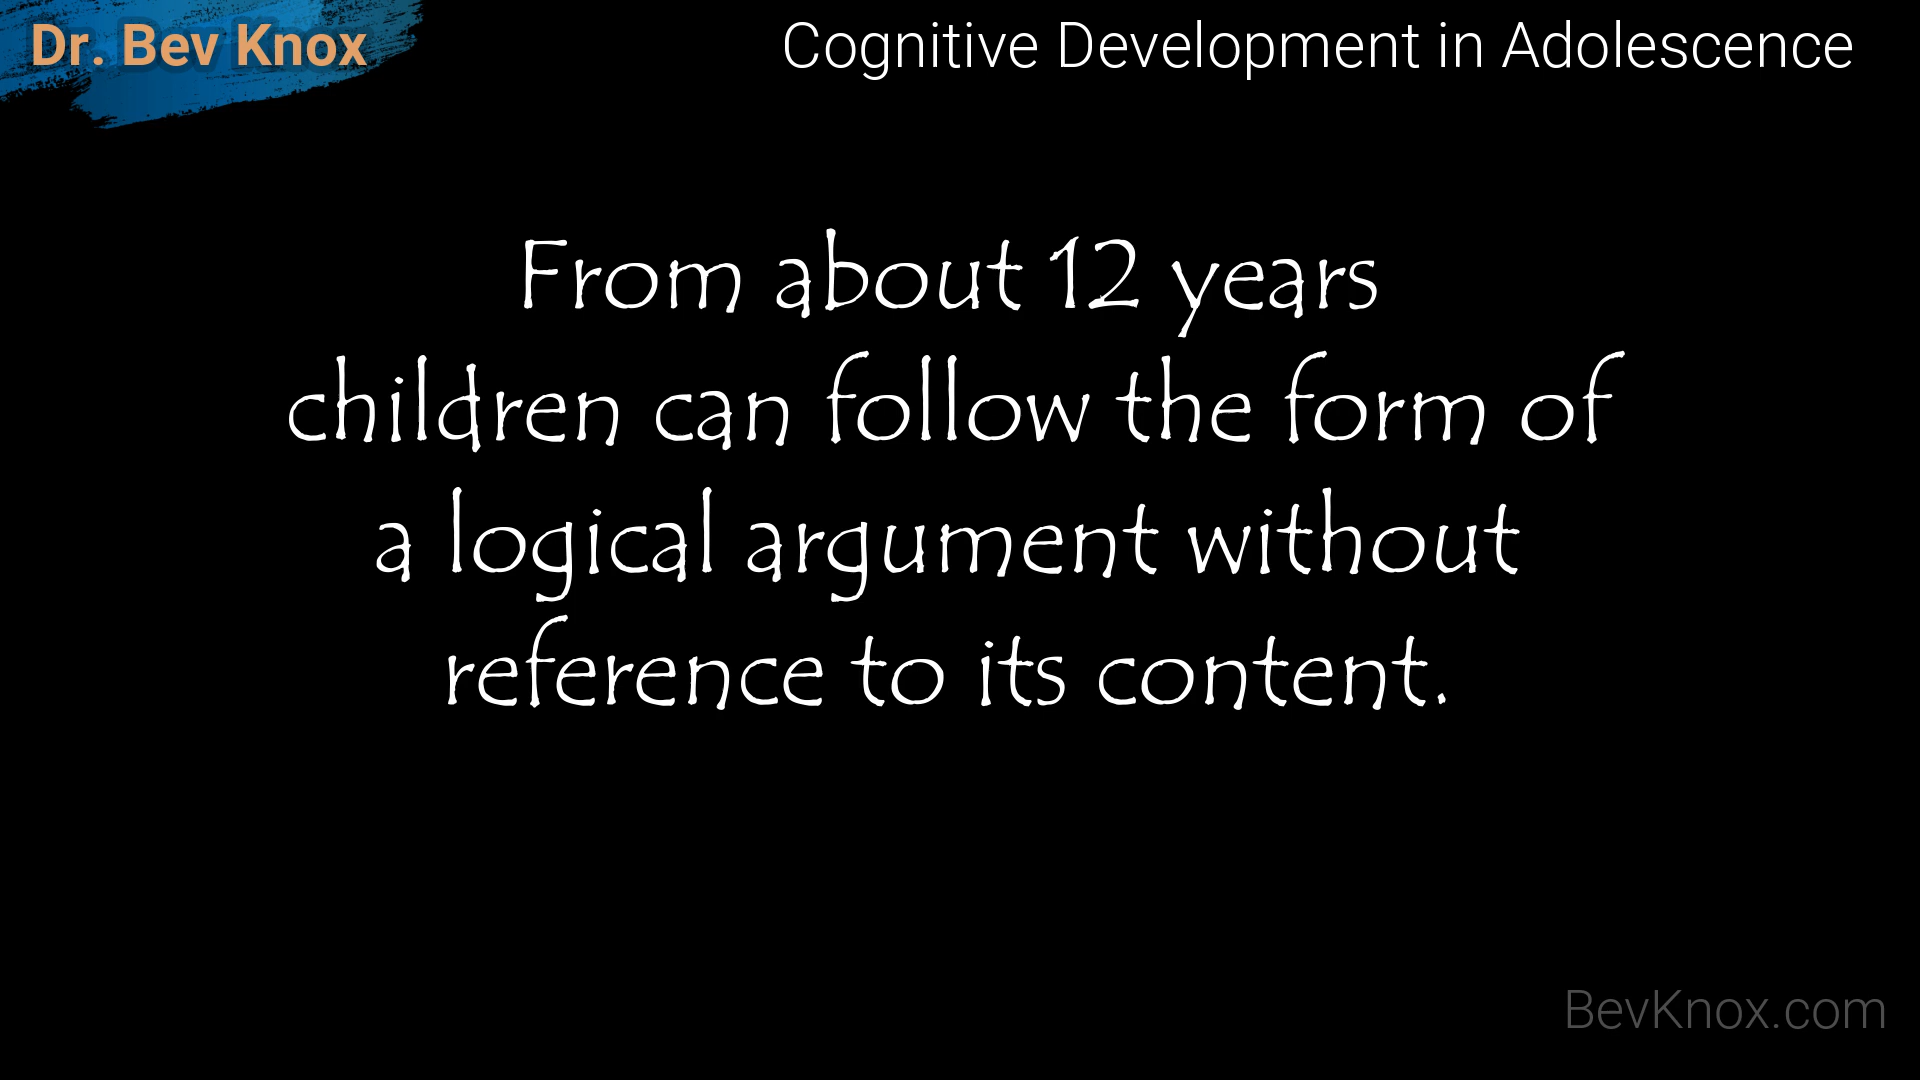 Dr. Bev Knox
Cognitive Development in Adolescence
From about 12 years
children can follow the form of
a logical argument without
reference to its content.
BevKnox.com